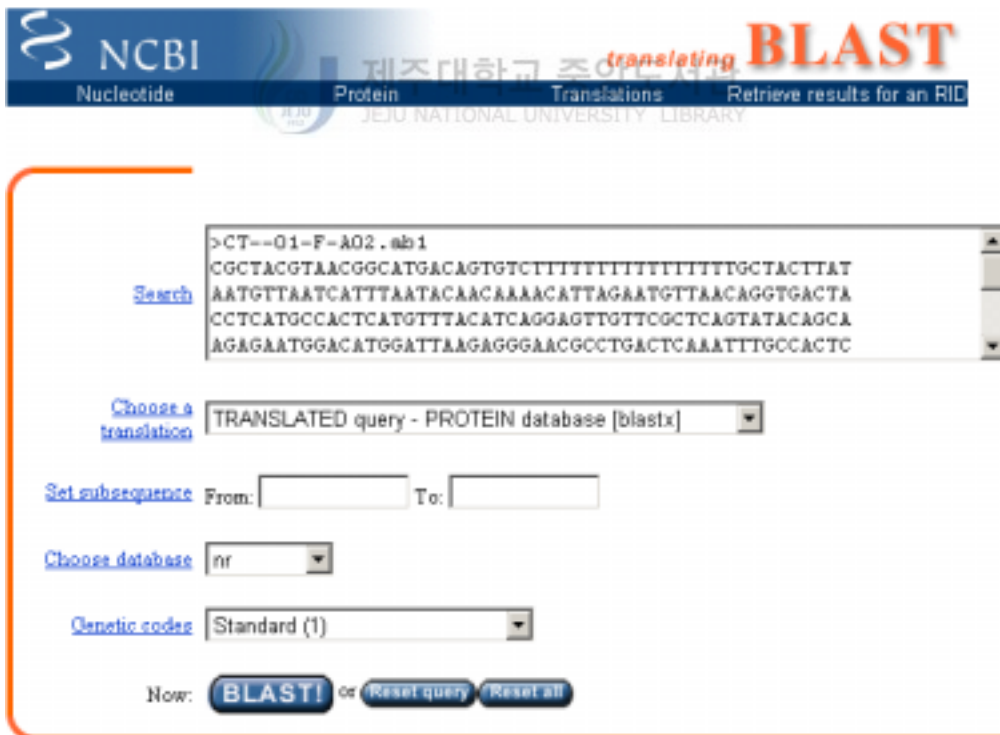 NCBI
translating BLAST
제주대학교 중앙도서관
JEJU NATIONAL UNIVERSITY LIBRARY
JEJU
1952
Nucleotide Protein Translations Retrieve results for an RID
>CT--01-F-A02.ab1
CGCTACGTAACGGCATGACAGTGTCTTTTTTTTTTTTTTTTTTGCTACTTAT
Search
AATGTTAATCATTTAATACAACAAAACATTAGAATGTTAACAGGTGACTA
CCTCATGCCACTCATGTTTACATCAGGAGTTGTTCGCTCAGTATACAGCA
AGAGAATGGACATGGATTAAGAGGGAACGCCTGACTCAAATTTGCCACTC
Choose a translation
TRANSLATED query - PROTEIN database [blastx]
Set subsequence From: To:
Choose database nr
Genetic codes Standard (1)
Now: BLAST! or Reset query Reset all